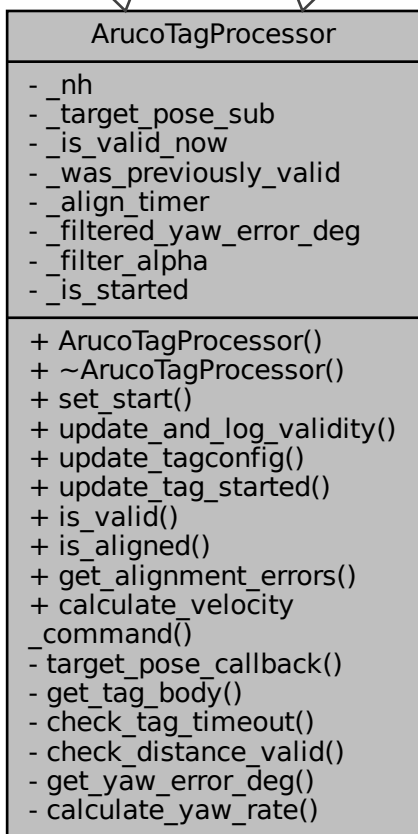 ArucoTagProcessor
- _nh
- _target_pose_sub
- _is_valid_now
- _was_previously_valid
- _align_timer
- _filtered_yaw_error_deg
- _filter_alpha
- _is_started
+ ArucoTagProcessor()
+ ~ArucoTagProcessor()
+ set_start()
+ update_and_log_validity()
+ update_tagconfig()
+ update_tag_started()
+ is_valid()
+ is_aligned()
+ get_alignment_errors()
+ calculate_velocity
_command()
- target_pose_callback()
- get_tag_body()
- check_tag_timeout()
- check_distance_valid()
- get_yaw_error_deg()
- calculate_yaw_rate()